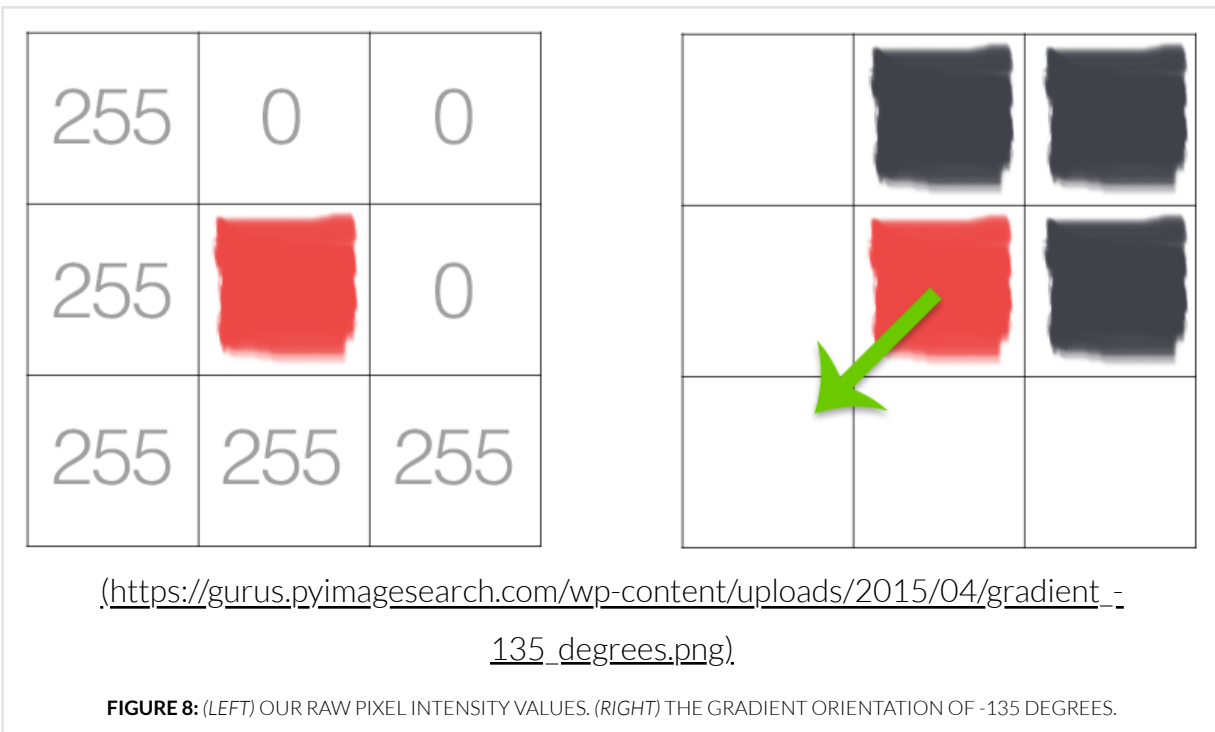 255 0 0
255 0
255 255 255
(https://gurus.pyimagesearch.com/wp-content/uploads/2015/04/gradient_-
135_degrees.png)
FIGURE 8: (LEFT) OUR RAW PIXEL INTENSITY VALUES. (RIGHT) THE GRADIENT ORIENTATION OF -135 DEGREES.